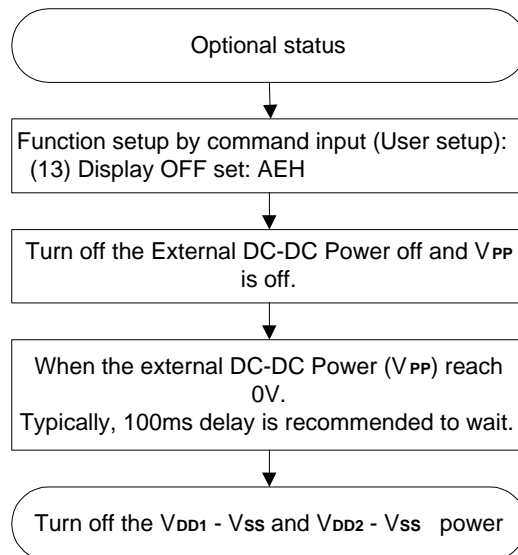 Optional status
Function setup by command input (User setup):
(13) Display OFF set: AEH
Turn off the External DC-DC Power off and VPP
is off.
When the external DC-DC Power (VPP) reach
0V.
Typically, 100ms delay is recommended to wait.
Turn off the VDD1 - VSS and VDD2 - VSS power